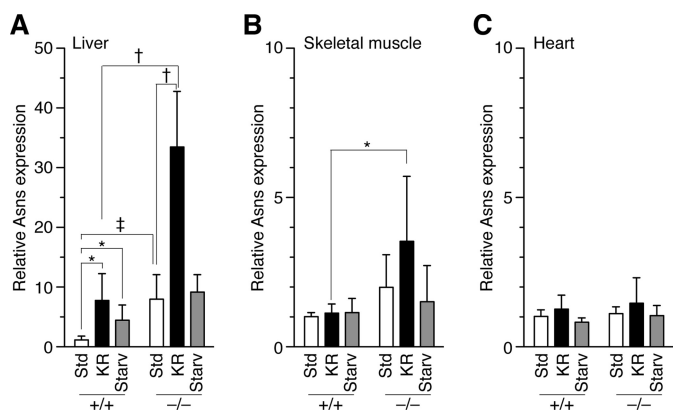 A
Liver
Relative Asns expression
50
40
30
20
10
0
†
†
‡
*
*
Std
KR
Starv
Std
KR
Starv
+/+
−/−
B
Skeletal muscle
Relative Asns expression
10
5
0
*
Std
KR
Starv
Std
KR
Starv
+/+
−/−
C
Heart
Relative Asns expression
10
5
0
Std
KR
Starv
Std
KR
Starv
+/+
−/−